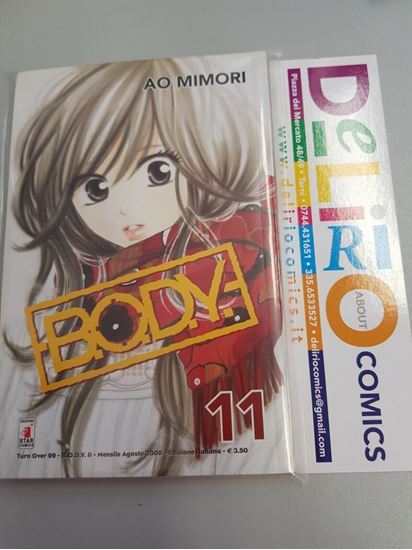 AO MIMORI
B.O.D.Y.
11
STAR
COMICS
Turn Over 99 - B.O.D.Y. 11 - Mensile Agosto 2008 - Edizione Italiana - € 3,50
DeLiRiO
ABOUT
COMICS
Piazza del Mercato 48/49 • Terni • 0744.431651 • 335.6533527 • deliriocomics@gmail.com
www.deliriocomics.it